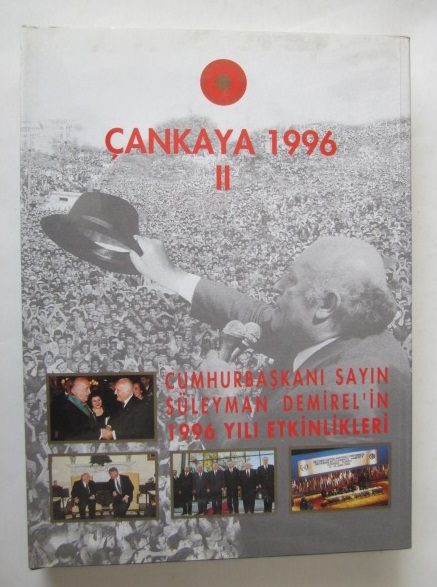 ÇANKAYA 1996
II
CUMHURBAŞKANI SAYIN
SÜLEYMAN DEMİREL'İN
1996 YILI ETKİNLİKLERİ